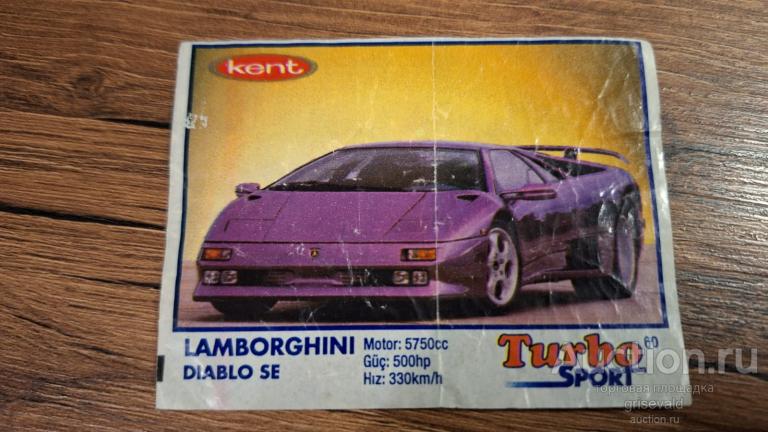 kent
LAMBORGHINI
DIABLO SE
Motor: 5750cc
Güç: 500hp
Hız: 330km/h
Turbo 60
SPORT
Auction.ru
торговая площадка
grisevald
auction.ru